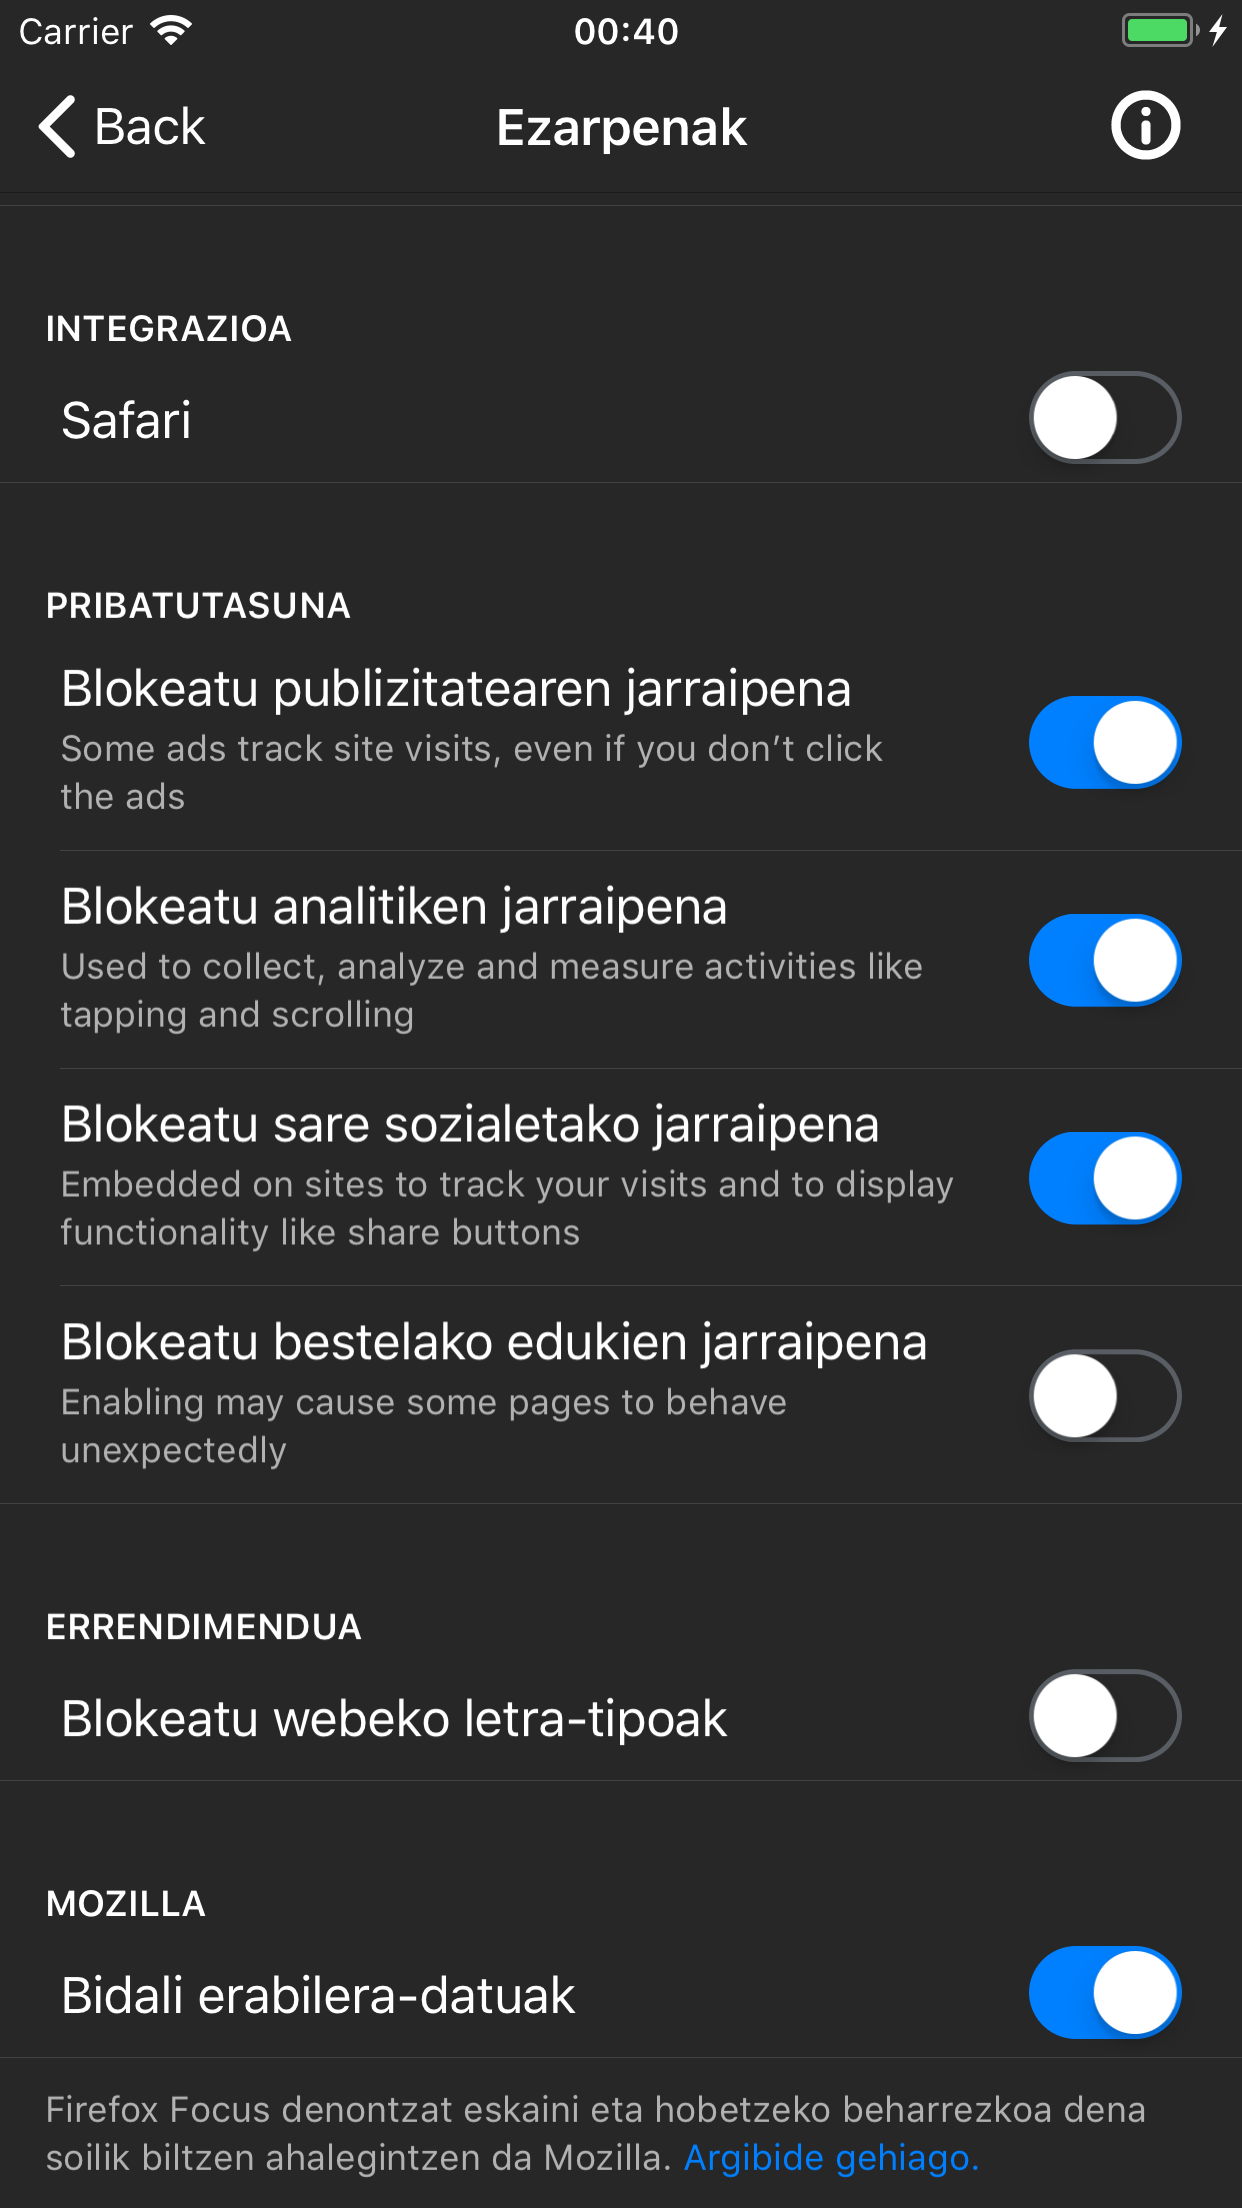 Carrier
00:40
Back
Ezarpenak
INTEGRAZIOA
Safari
PRIBATUTASUNA
Blokeatu publizitatearen jarraipena
Some ads track site visits, even if you don’t click
the ads
Blokeatu analitiken jarraipena
Used to collect, analyze and measure activities like
tapping and scrolling
Blokeatu sare sozialetako jarraipena
Embedded on sites to track your visits and to display
functionality like share buttons
Blokeatu bestelako edukien jarraipena
Enabling may cause some pages to behave
unexpectedly
ERRENDIMENDUA
Blokeatu webeko letra-tipoak
MOZILLA
Bidali erabilera-datuak
Firefox Focus denontzat eskaini eta hobetzeko beharrezkoa dena
soilik biltzen ahalegintzen da Mozilla. Argibide gehiago.